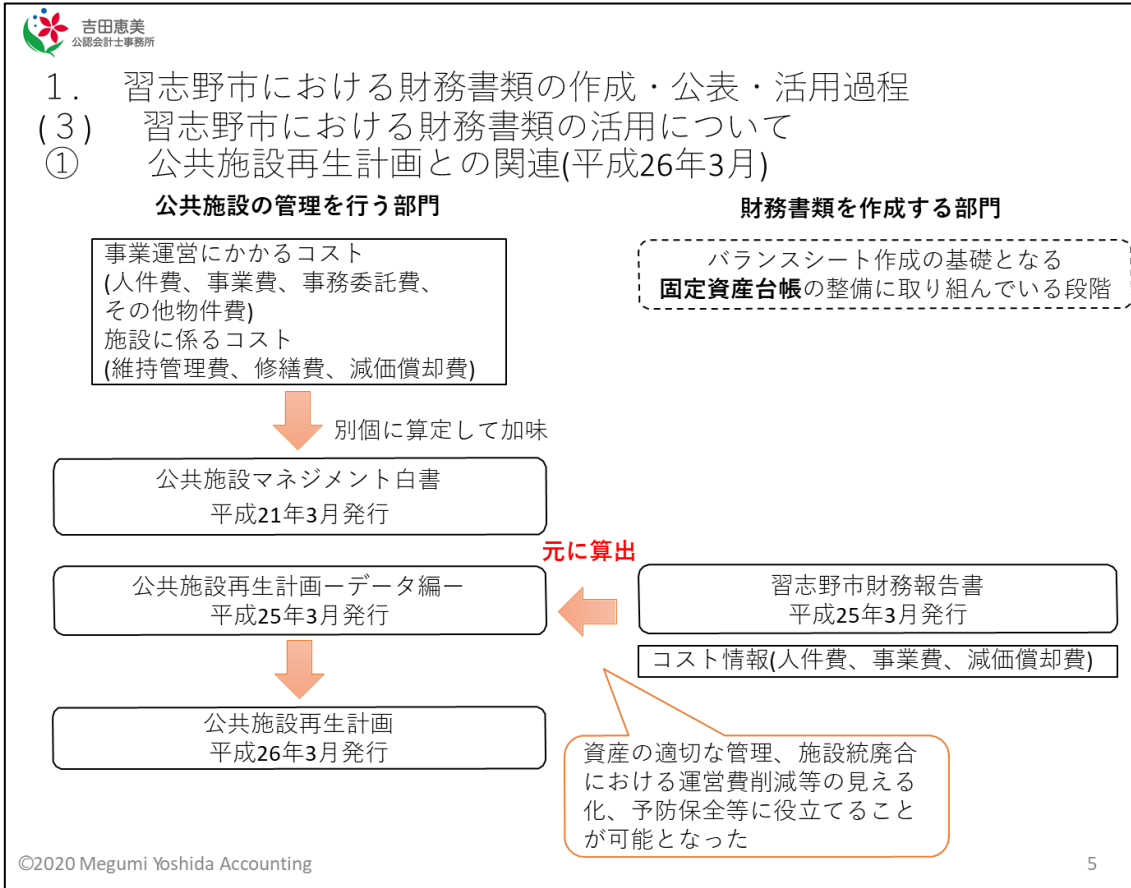 吉田恵美
公認会計士事務所
1. 習志野市における財務書類の作成・公表・活用過程
(3) 習志野市における財務書類の活用について
① 公共施設再生計画との関連(平成26年3月)
公共施設の管理を行う部門
財務書類を作成する部門
事業運営にかかるコスト
(人件費、事業費、事務委託費、
その他物件費)
施設に係るコスト
(維持管理費、修繕費、減価償却費)
バランスシート作成の基礎となる
固定資産台帳の整備に取り組んでいる段階
別個に算定して加味
公共施設マネジメント白書
平成21年3月発行
元に算出
公共施設再生計画ーデータ編ー
平成25年3月発行
習志野市財務報告書
平成25年3月発行
コスト情報(人件費、事業費、減価償却費)
公共施設再生計画
平成26年3月発行
資産の適切な管理、施設統廃合
における運営費削減等の見える
化、予防保全等に役立てること
が可能となった
©2020 Megumi Yoshida Accounting
5